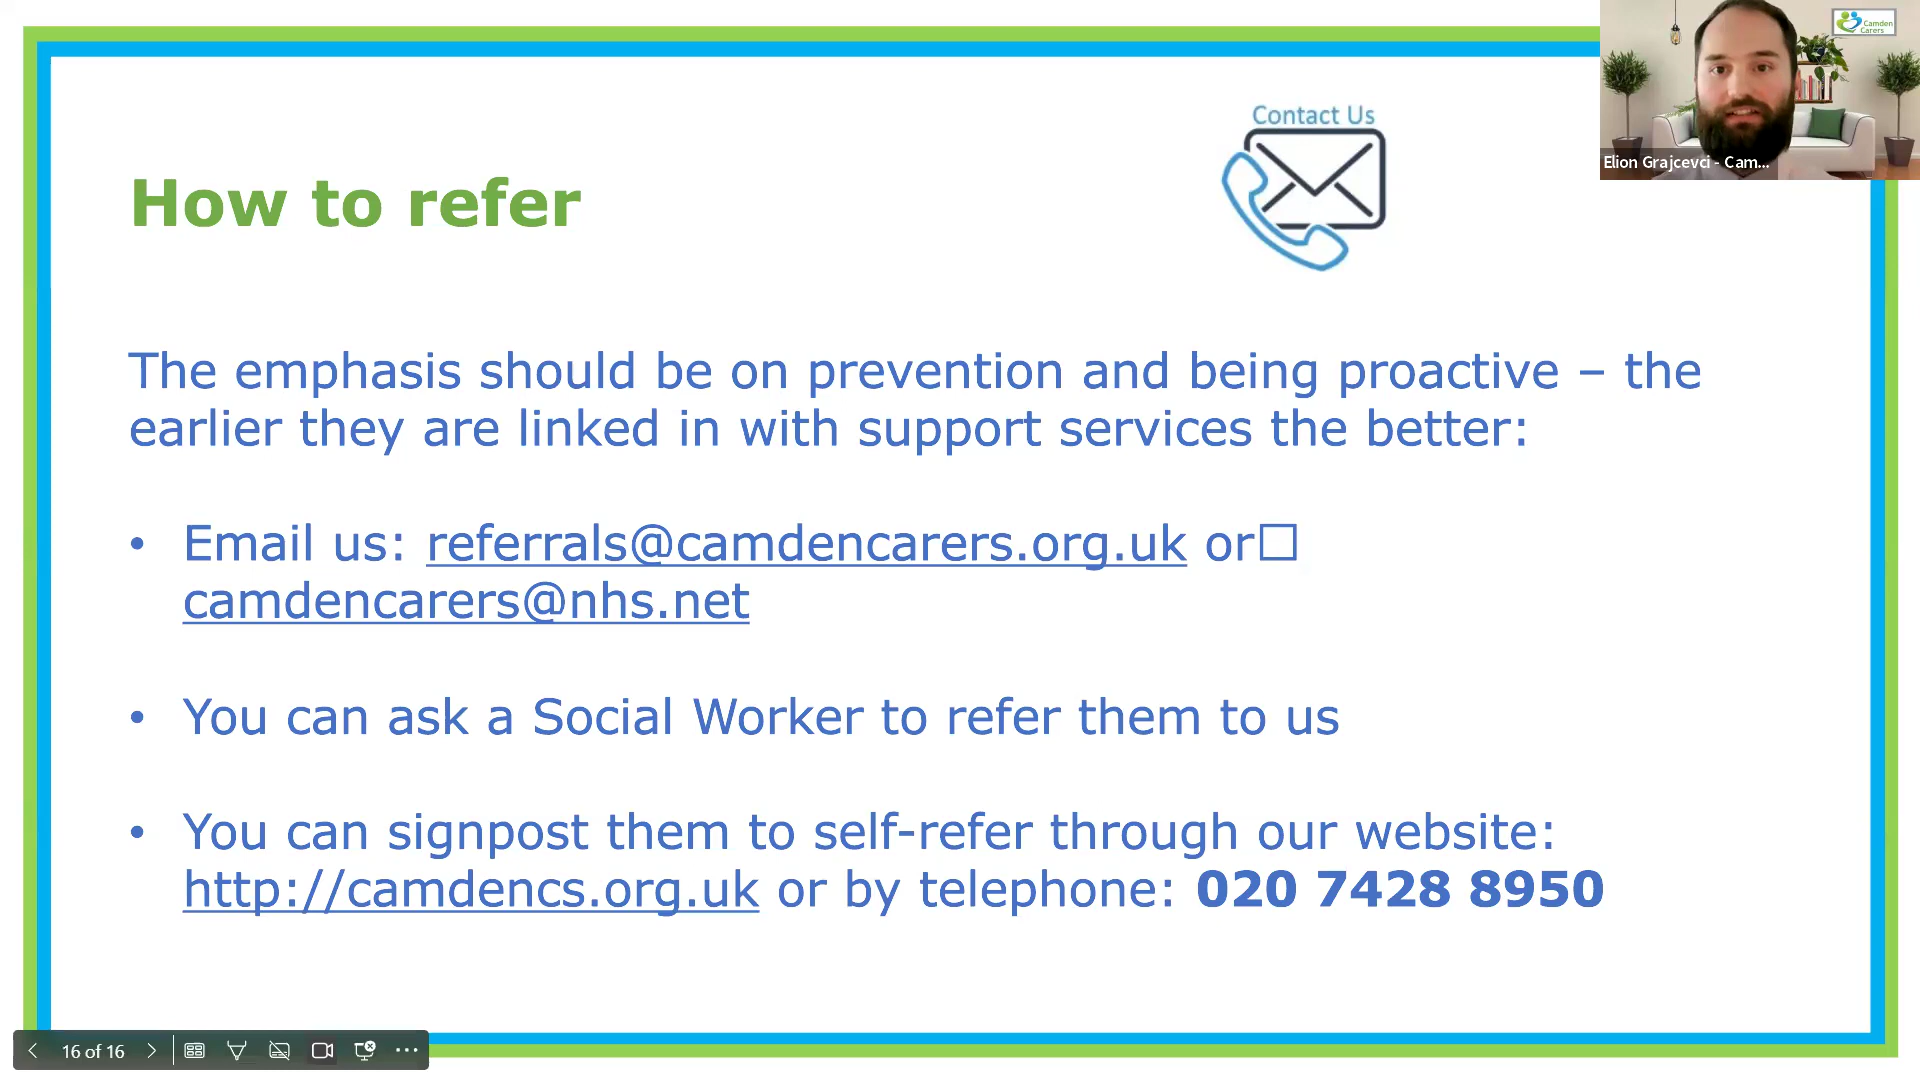 Camden
Carers
Contact Us
Elion Grajcevci - Cam...
How to refer
The emphasis should be on prevention and being proactive – the
earlier they are linked in with support services the better:
• Email us: referrals@camdencarers.org.uk or□
camdencarers@nhs.net
• You can ask a Social Worker to refer them to us
• You can signpost them to self-refer through our website:
http://camdencs.org.uk or by telephone: 020 7428 8950
16 of 16